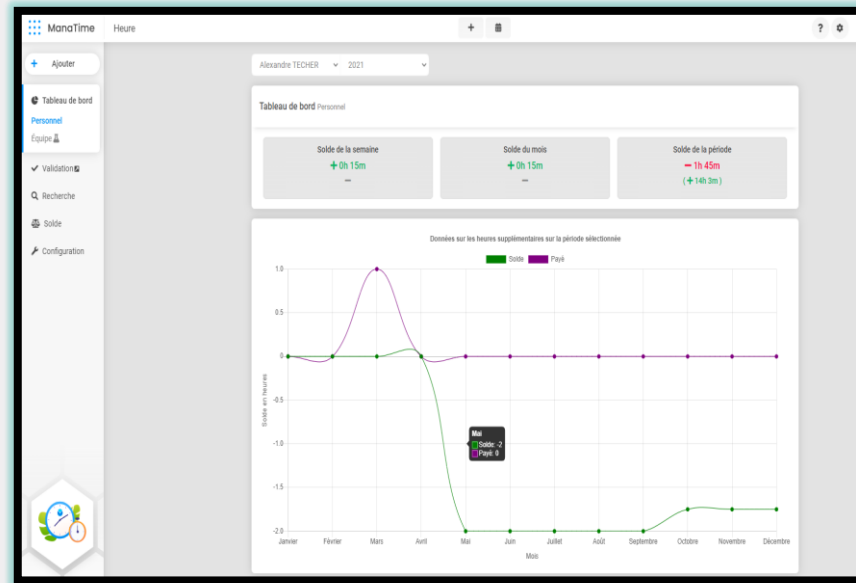 ManaTime
Heure
?
Ajouter
Tableau de bord
Personnel
Équipe
Validation
Recherche
Solde
Configuration
Alexandre TECHER
2021
Tableau de bord Personnel
Solde de la semaine
+ 0h 15m
–
Solde du mois
+ 0h 15m
–
Solde de la période
– 1h 45m
( + 14h 3m )
Données sur les heures supplémentaires sur la période sélectionnée
Solde Payé
Solde en heures
1.0
0.5
0
-0.5
-1.0
-1.5
-2.0
Mai
Solde: -2
Payé: 0
Janvier Février Mars Avril Mai Juin Juillet Août Septembre Octobre Novembre Décembre
Mois